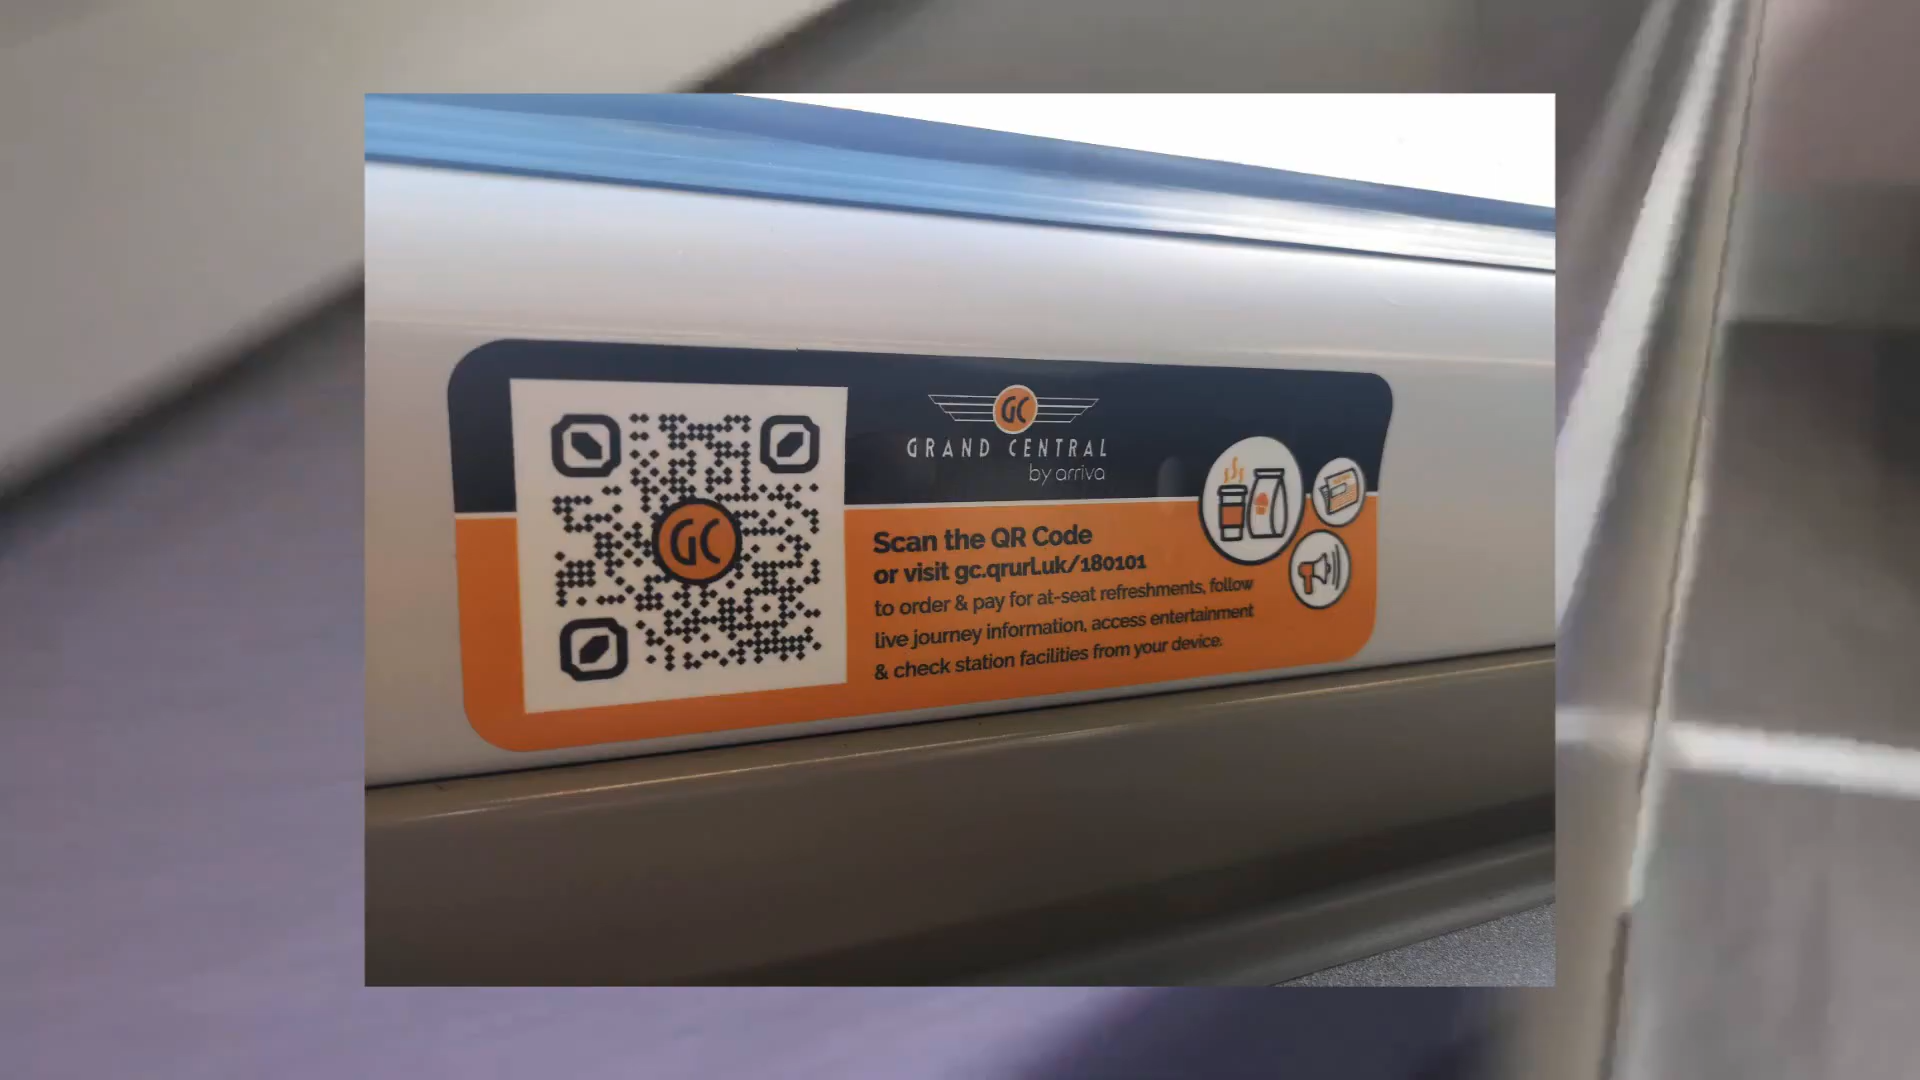 GC
GRAND CENTRAL
by arriva
GC
Scan the QR Code
or visit gc.qrurl.uk/180101
to order & pay for at-seat refreshments, follow
live journey information, access entertainment
& check station facilities from your device.